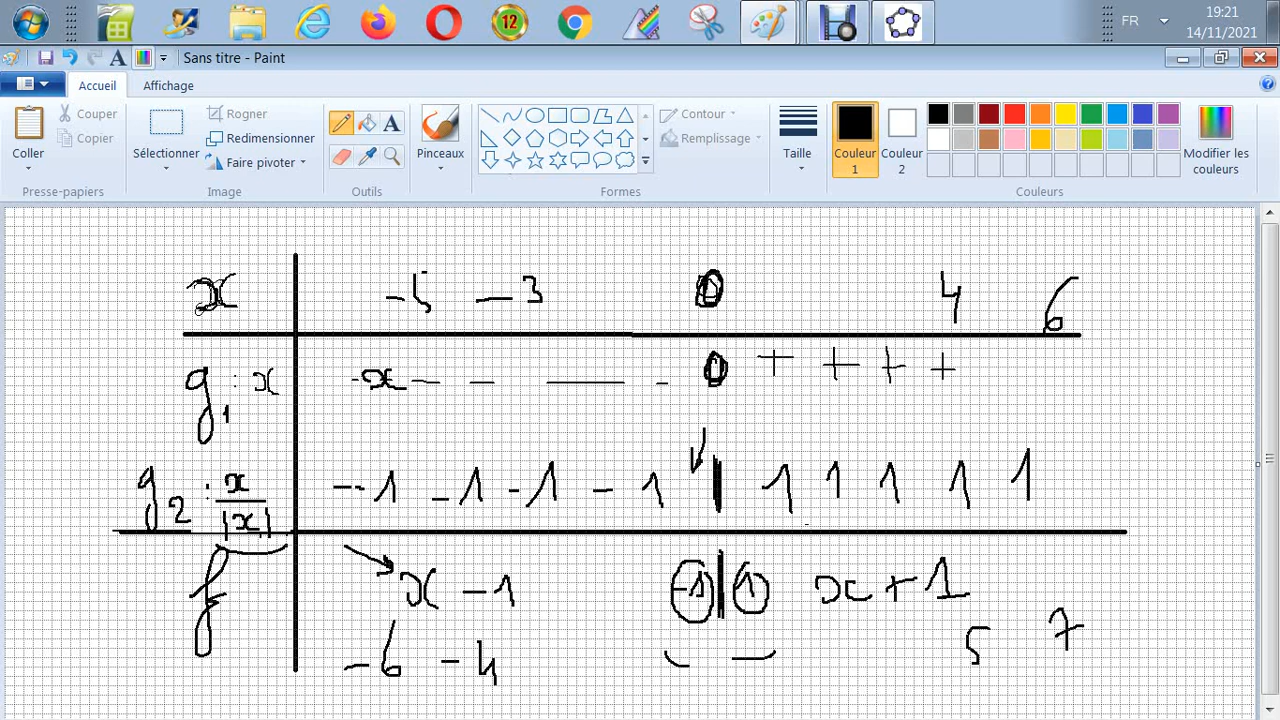 12 FR 19:21
14/11/2021
Sans titre - Paint
Accueil Affichage
Coller Couper Copier
Sélectionner Rogner Redimensionner Faire pivoter
Pinceaux
Contour Remplissage
Taille Couleur 1 Couleur 2 Modifier les couleurs
Presse-papiers Image Outils Formes Couleurs
x -5 -3 0 4 6
g1 : x -x - - - - 0 + + + +
g2 : x/|x| -1 -1 -1 -1 || 1 1 1 1 1
f x - 1 -1 || 1 x + 1
-6 -4 5 7